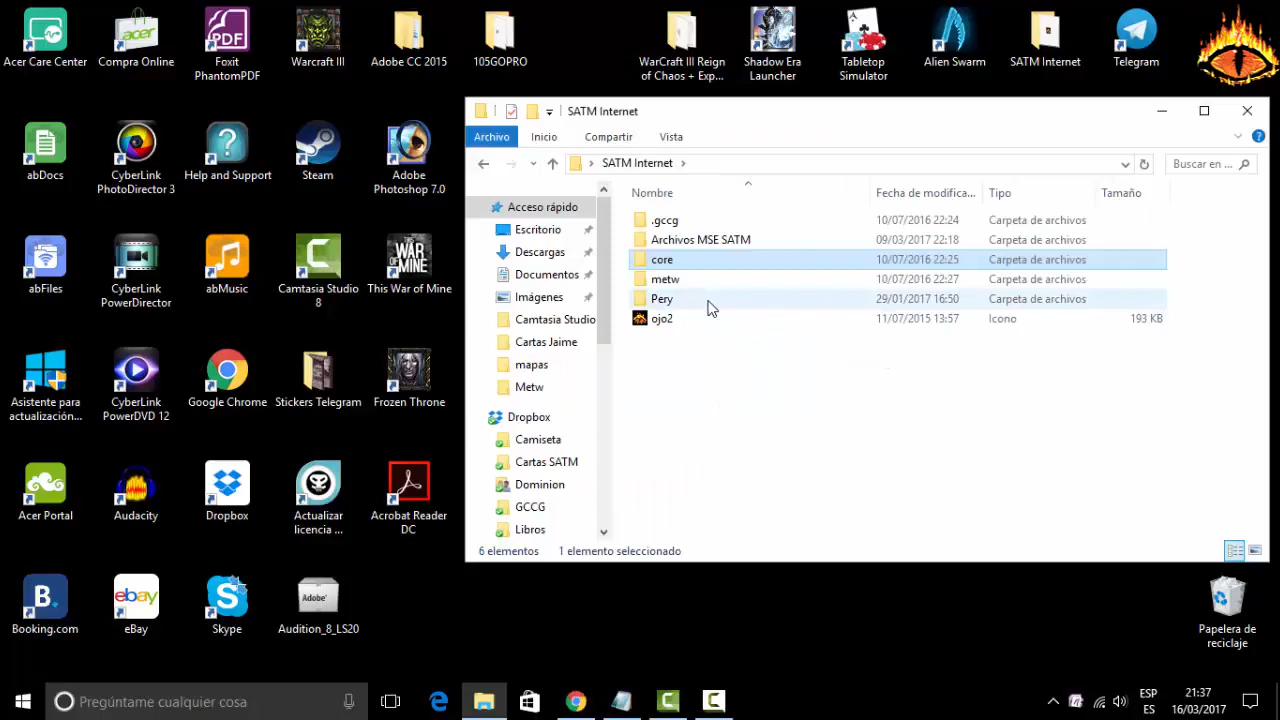 Acer Care Center
Compra Online
Foxit
PhantomPDF
PDF
acer
Warcraft III
Adobe CC 2015
105GOPRO
WarCraft III Reign
of Chaos + Exp...
Shadow Era
Launcher
Tabletop
Simulator
Alien Swarm
SATM Internet
Telegram
abDocs
CyberLink
PhotoDirector 3
Help and Support
Steam
Adobe
Photoshop 7.0
abFiles
CyberLink
PowerDirector
abMusic
Camtasia Studio
8
THIS WAR OF MINE
This War of Mine
Asistente para
actualización...
CyberLink
PowerDVD 12
Google Chrome
Stickers Telegram
Frozen Throne
Acer Portal
Audacity
Dropbox
Actualizar
licencia ...
Acrobat Reader
DC
B.
Booking.com
ebay
eBay
Skype
Adobe'
Audition_8_LS20
Papelera de
reciclaje
SATM Internet
Archivo
Inicio
Compartir
Vista
SATM Internet
Buscar en ...
Acceso rápido
Escritorio
Descargas
Documentos
Imágenes
Camtasia Studio
Cartas Jaime
mapas
Metw
Dropbox
Camiseta
Cartas SATM
Dominion
GCCG
Libros
Nombre Fecha de modifica... Tipo Tamaño
.gccg 10/07/2016 22:24 Carpeta de archivos
Archivos MSE SATM 09/03/2017 22:18 Carpeta de archivos
core 10/07/2016 22:25 Carpeta de archivos
metw 10/07/2016 22:27 Carpeta de archivos
Pery 29/01/2017 16:50 Carpeta de archivos
ojo2 11/07/2015 13:57 Icono 193 KB
6 elementos 1 elemento seleccionado
Pregúntame cualquier cosa
ESP
ES
21:37
16/03/2017